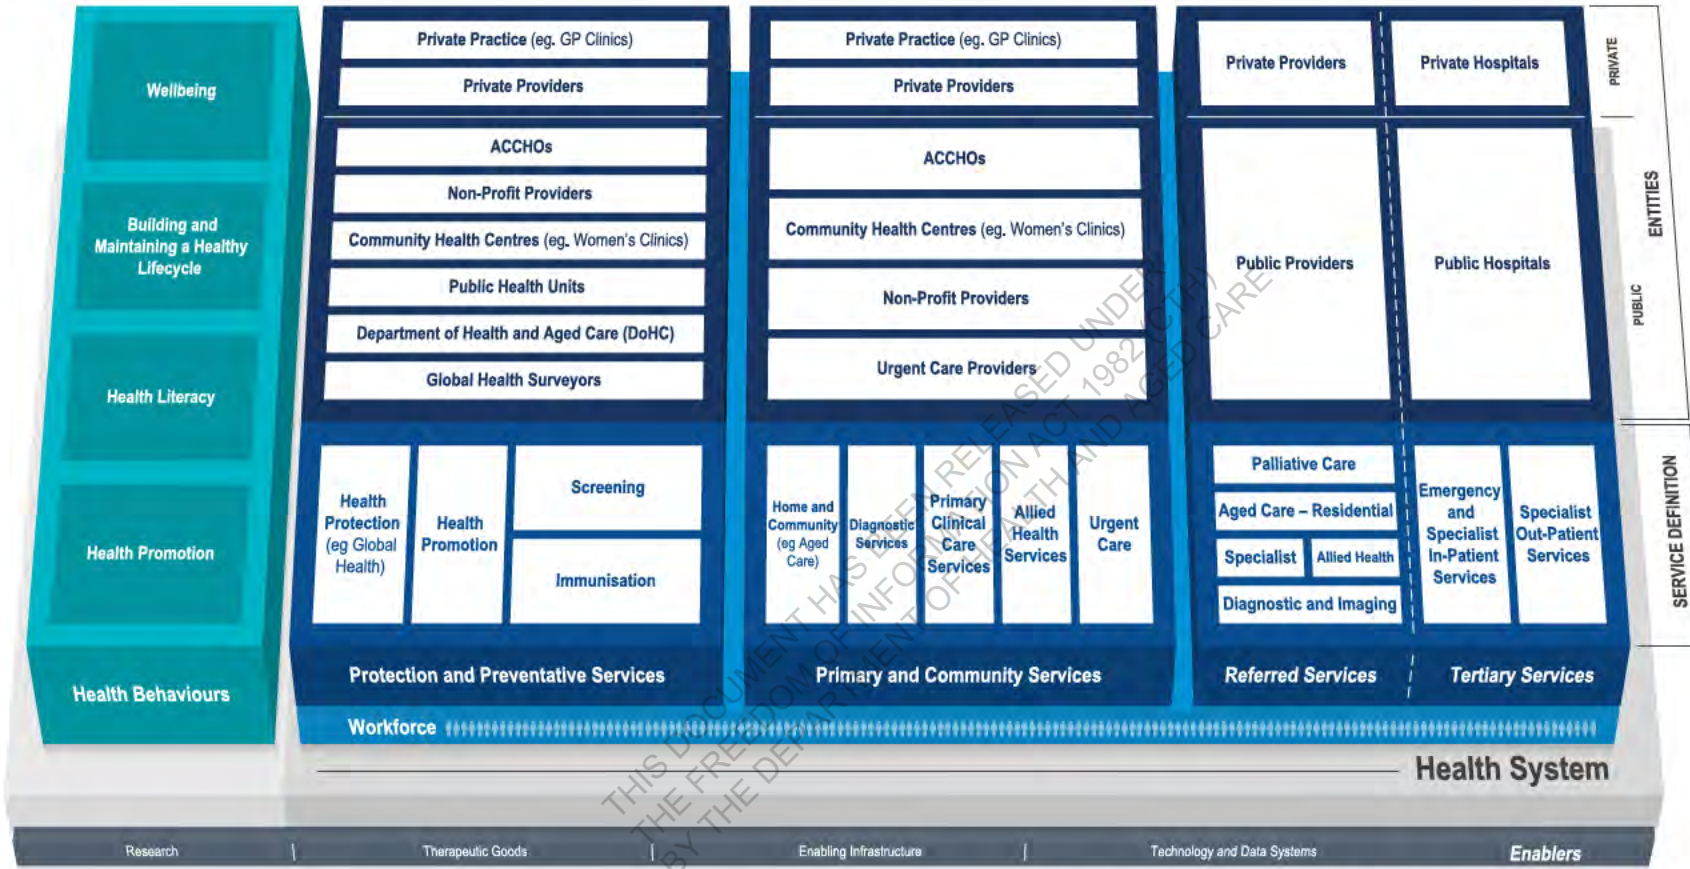 Wellbeing
Building and
Maintaining a Healthy
Lifecycle
Health Literacy
Health Promotion
Health Behaviours
Private Practice (eg. GP Clinics)
Private Providers
ACCHOs
Non-Profit Providers
Community Health Centres (eg. Women's Clinics)
Public Health Units
Department of Health and Aged Care (DoHC)
Global Health Surveyors
Health
Protection
(eg Global
Health)
Health
Promotion
Screening
Immunisation
Protection and Preventative Services
Private Practice (eg. GP Clinics)
Private Providers
ACCHOs
Community Health Centres (eg. Women's Clinics)
Non-Profit Providers
Urgent Care Providers
Home and
Community
(eg Aged
Care)
Diagnostic
Services
Primary
Clinical
Care
Services
Allied
Health
Services
Urgent
Care
Primary and Community Services
Private Providers
Private Hospitals
Public Providers
Public Hospitals
Palliative Care
Aged Care – Residential
Specialist
Allied Health
Diagnostic and Imaging
Emergency
and
Specialist
In-Patient
Services
Specialist
Out-Patient
Services
Referred Services
Tertiary Services
PRIVATE
PUBLIC
ENTITIES
SERVICE DEFINITION
Workforce
Health System
Research
Therapeutic Goods
Enabling Infrastructure
Technology and Data Systems
Enablers
THIS DOCUMENT HAS BEEN RELEASED UNDER
THE FREEDOM OF INFORMATION ACT 1982 (CTH)
BY THE DEPARTMENT OF HEALTH AND AGED CARE